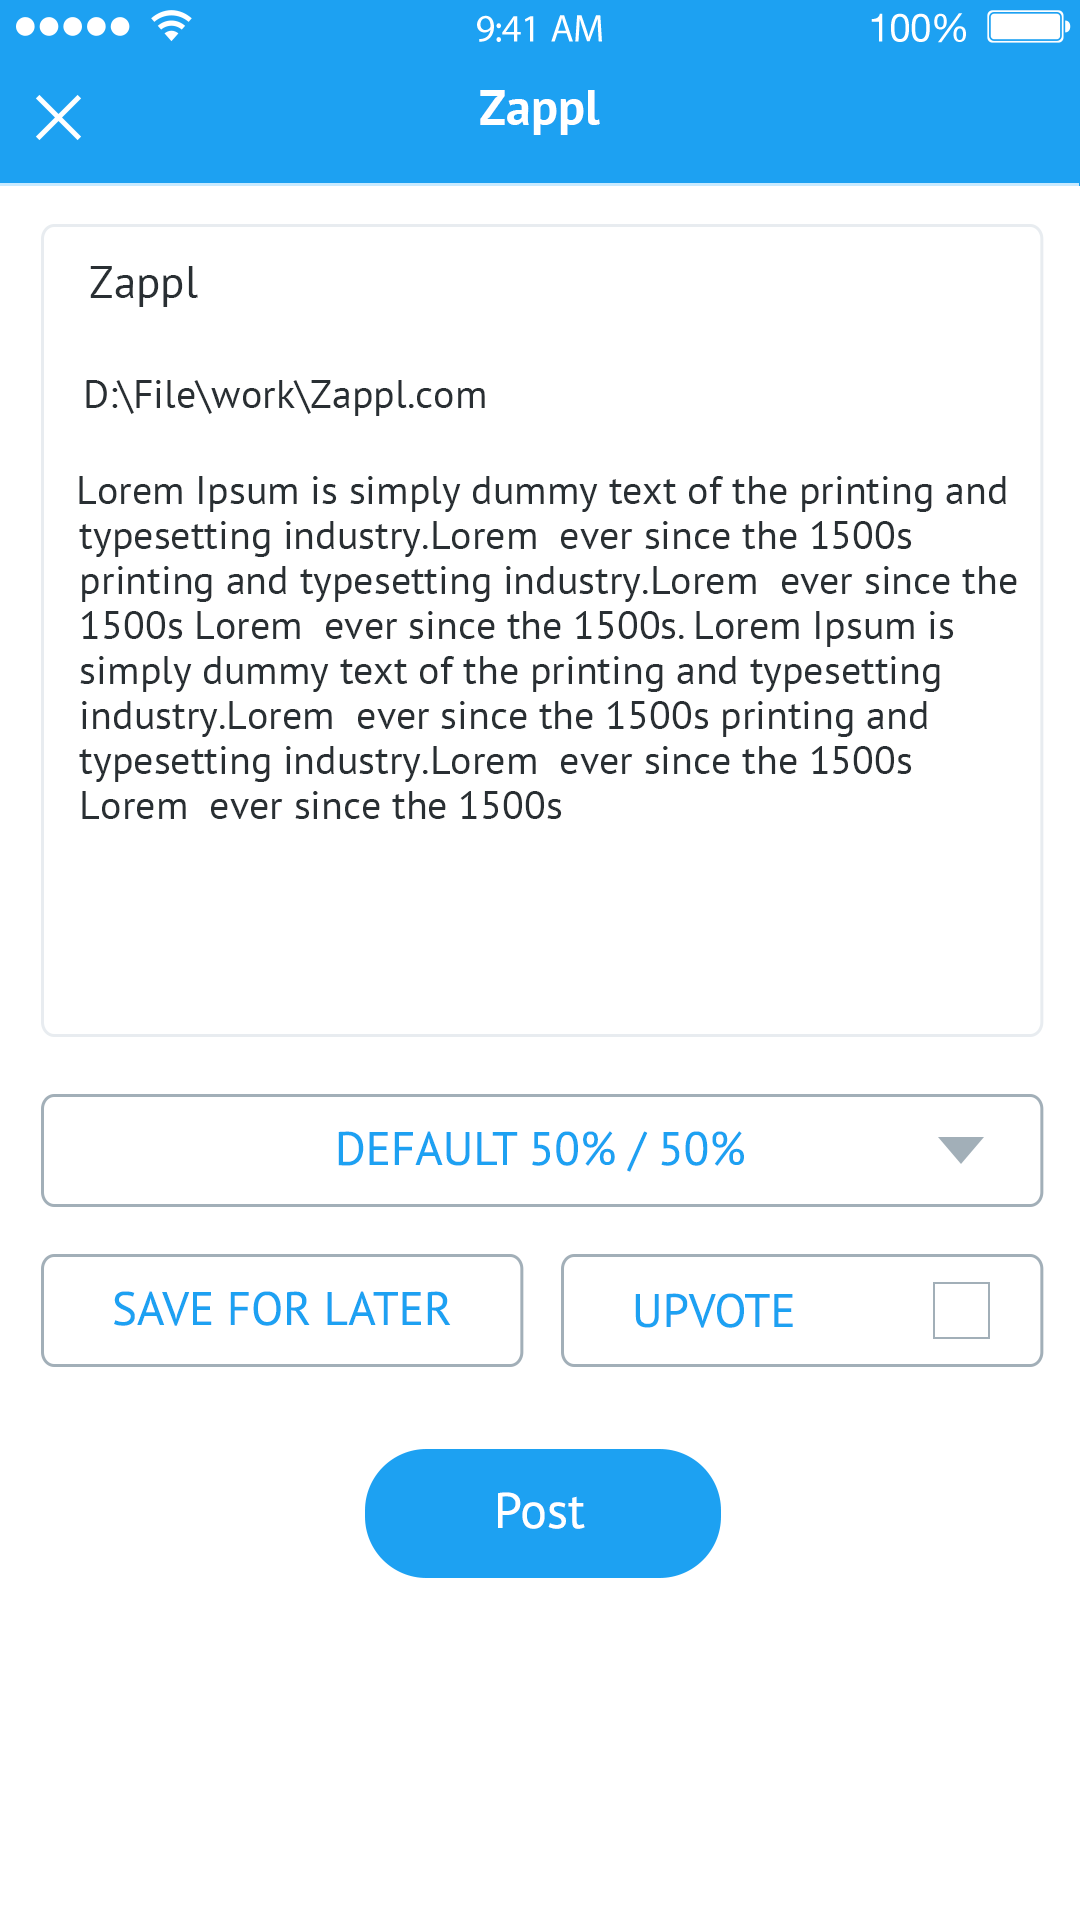 9:41 AM
100%
Zappl
Zappl
D:\File\work\Zappl.com
Lorem Ipsum is simply dummy text of the printing and
typesetting industry.Lorem  ever since the 1500s
printing and typesetting industry.Lorem  ever since the
1500s Lorem  ever since the 1500s. Lorem Ipsum is
simply dummy text of the printing and typesetting
industry.Lorem  ever since the 1500s printing and
typesetting industry.Lorem  ever since the 1500s
Lorem  ever since the 1500s
DEFAULT 50% / 50%
SAVE FOR LATER
UPVOTE
Post